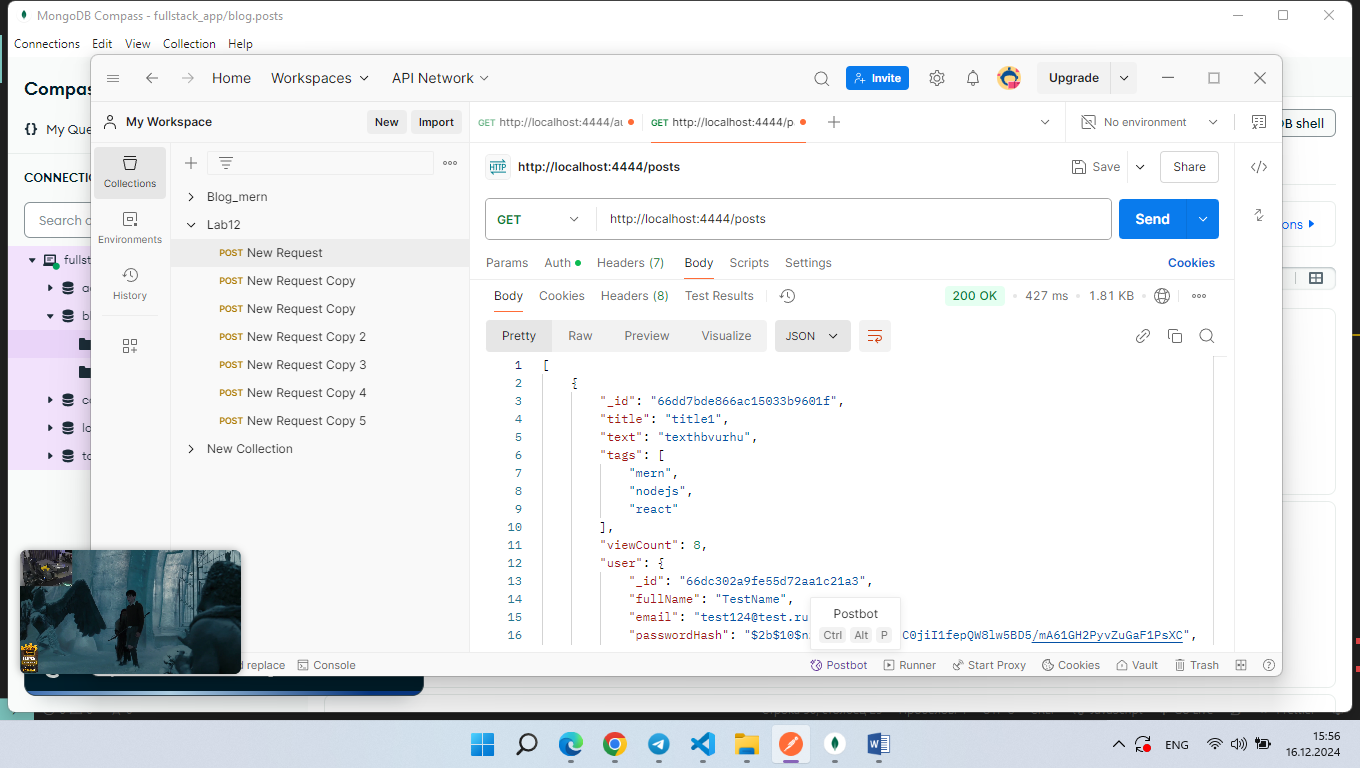 MongoDB Compass - fullstack_app/blog.posts
Connections Edit View Collection Help
Compas
{} My Que
CONNECTIO
Search c
fullst
Home Workspaces API Network Invite Upgrade
My Workspace New Import
GET http://localhost:4444/au GET http://localhost:4444/p No environment
DB shell
Collections
Environments
History
Blog_mern
Lab12
POST New Request
POST New Request Copy
POST New Request Copy
POST New Request Copy 2
POST New Request Copy 3
POST New Request Copy 4
POST New Request Copy 5
New Collection
HTTP http://localhost:4444/posts Save Share
GET http://localhost:4444/posts Send
Params Auth Headers (7) Body Scripts Settings Cookies
Body Cookies Headers (8) Test Results 200 OK 427 ms 1.81 KB
Pretty Raw Preview Visualize JSON
1 [
2 {
3 "_id": "66dd7bde866ac15033b9601f",
4 "title": "title1",
5 "text": "texthbvurhu",
6 "tags": [
7 "mern",
8 "nodejs",
9 "react"
10 ],
11 "viewCount": 8,
12 "user": {
13 "_id": "66dc302a9fe55d72aa1c21a3",
14 "fullName": "TestName",
15 "email": "test124@test.ru
16 "passwordHash": "$2b$10$n C0jiI1fepQW8lw5BD5/mA61GH2PyvZuGaF1PsXC",
Postbot
Ctrl Alt P
replace Console Postbot Runner Start Proxy Cookies Vault Trash
ENG 15:56
16.12.2024